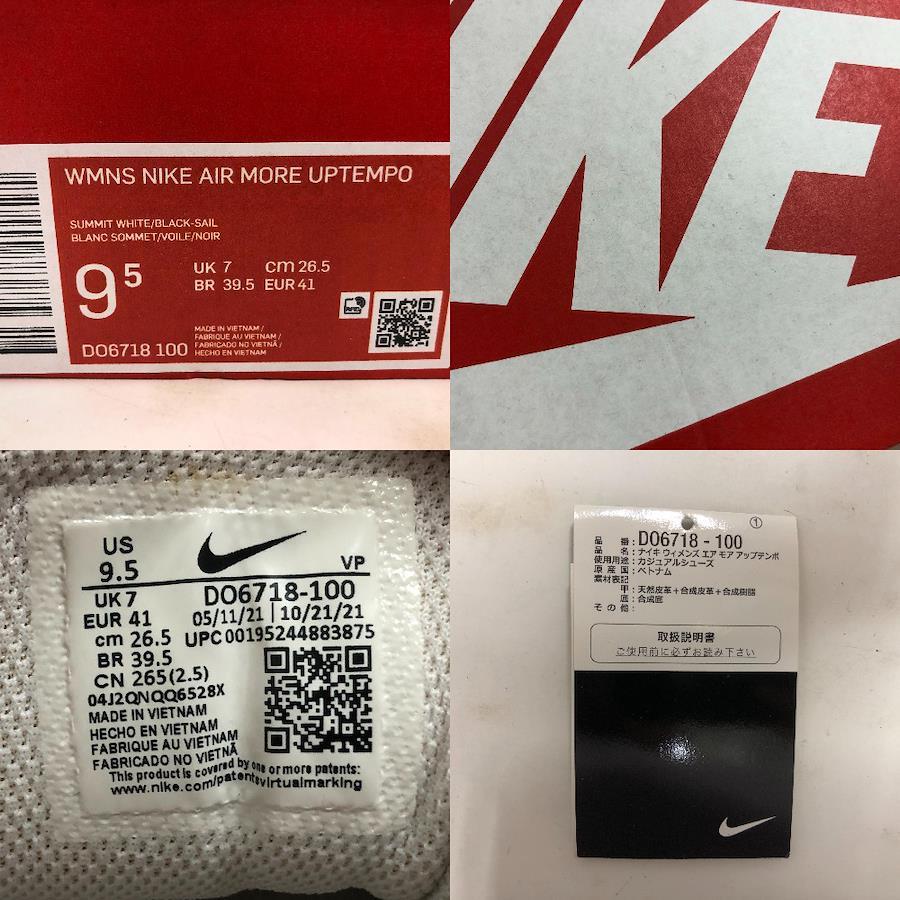 WMNS NIKE AIR MORE UPTEMPO
SUMMIT WHITE/BLACK-SAIL
BLANC SOMMET/VOILE/NOIR
9⁵
UK 7 cm 26.5
BR 39.5 EUR 41
DO6718 100
MADE IN VIETNAM /
FABRIQUE AU VIETNAM /
FABRICADO NO VIETNÃ /
HECHO EN VIETNAM
US
9.5
VP
UK 7
DO6718-100
EUR 41
05/11/21 | 10/21/21
cm 26.5
UPC 00195244883875
BR 39.5
CN 265(2.5)
04J2QNQQ6528X
MADE IN VIETNAM
HECHO EN VIETNAM
FABRIQUE AU VIETNAM
FABRICADO NO VIETNÃ
This product is covered by one or more patents:
www.nike.com/patentsvirtualmarking
①
品番: DO6718 - 100
品名: ナイキ ウィメンズ エア モア アップテンポ
使用用途: カジュアルシューズ
原産国: ベトナム
素材表記
甲: 天然皮革+合成皮革+合成樹脂
底: 合成底
その他:
取扱説明書
ご使用前に必ずお読み下さい